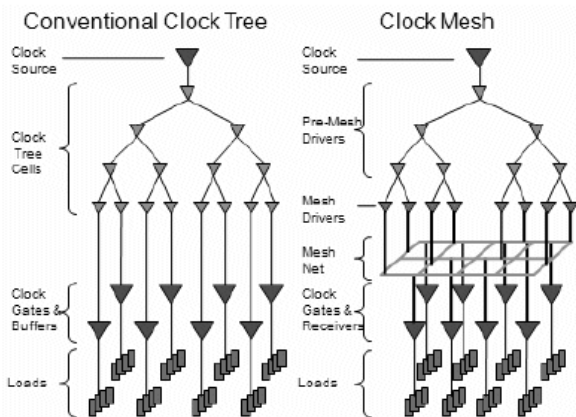 Conventional Clock Tree
Clock
Source
Clock
Tree
Cells
Clock
Gates &
Buffers
Loads
Clock Mesh
Clock
Source
Pre-Mesh
Drivers
Mesh
Drivers
Mesh
Net
Clock
Gates &
Receivers
Loads